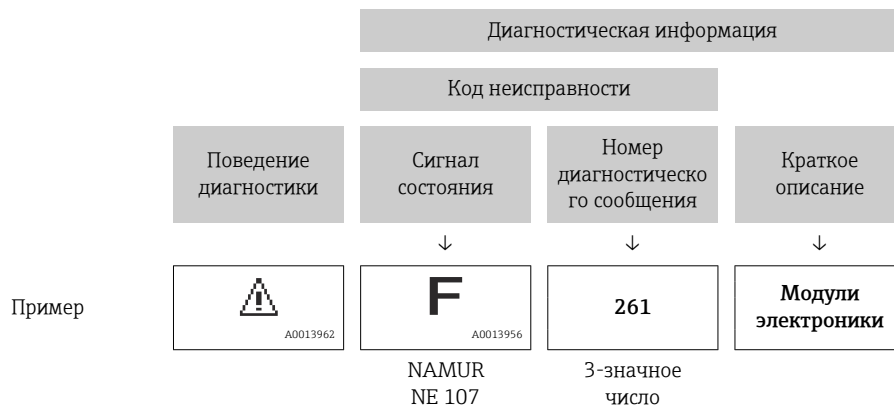 Диагностическая информация
Код неисправности
Поведение
диагностики
Сигнал
состояния
Номер
диагностическо
го сообщения
Краткое
описание
↓ ↓ ↓
Пример
A0013962
F
A0013956
261
Модули
электроники
NAMUR
NE 107
3-значное
число